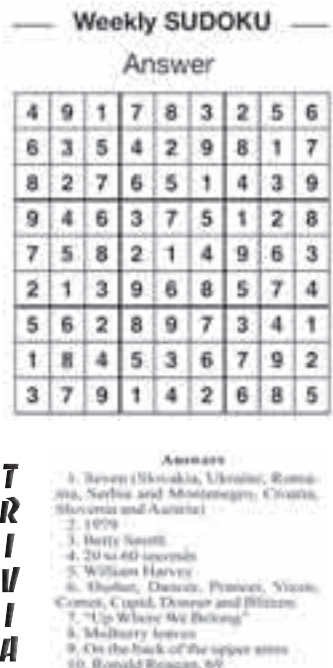 Weekly SUDOKU
Answer
4 9 1 7 8 3 2 5 6
6 3 5 4 2 9 8 1 7
8 2 7 6 5 1 4 3 9
9 4 6 3 7 5 1 2 8
7 5 8 2 1 4 9 6 3
2 1 3 9 6 8 5 7 4
5 6 2 8 9 7 3 4 1
1 8 4 5 3 6 7 9 2
3 7 9 1 4 2 6 8 5
TRIVIA
Answers
1. Seven (Slovakia, Ukraine, Roma-
nia, Serbia and Montenegro, Croatia,
Slovenia and Austria)
2. 1979
3. Betty
4. 20 to 60 seconds
5. William Harvey
6. Dasher, Dancer, Prancer, Vixen,
Comet, Cupid, Donner and Blitzen
7. "Up Where We Belong"
8. Mulberry leaves
9. On the back of the upper arms
10. Ronald Reagan, 69